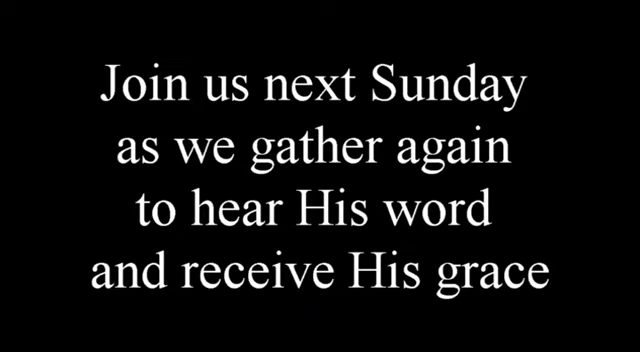 Join us next Sunday
as we gather again
to hear His word
and receive His grace